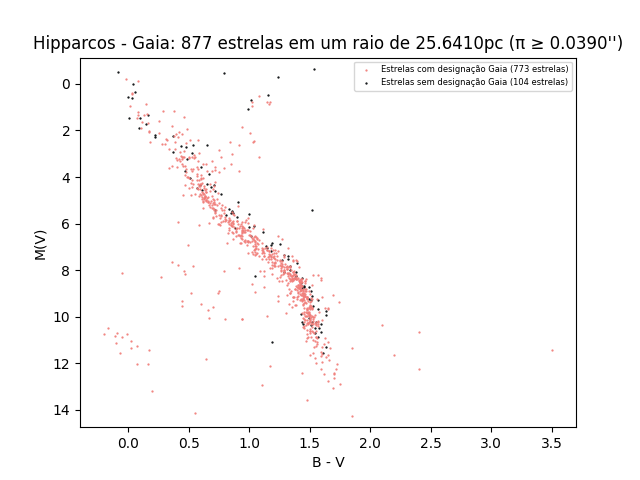 Hipparcos - Gaia: 877 estrelas em um raio de 25.6410pc (π ≥ 0.0390'')
Estrelas com designação Gaia (773 estrelas)
Estrelas sem designação Gaia (104 estrelas)
0
2
4
6
8
10
12
14
M(V)
0.0 0.5 1.0 1.5 2.0 2.5 3.0 3.5
B - V